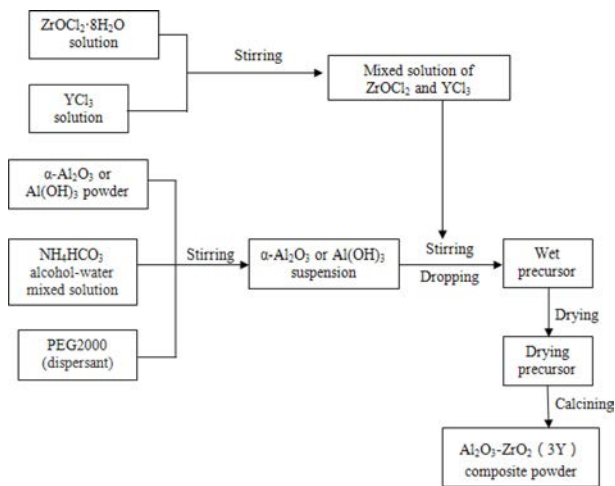 ZrOCl₂·8H₂O
solution
Stirring
YCl₃
solution
Mixed solution of
ZrOCl₂ and YCl₃
α-Al₂O₃ or
Al(OH)₃ powder
NH₄HCO₃
alcohol-water
mixed solution
PEG2000
(dispersant)
Stirring
α-Al₂O₃ or Al(OH)₃
suspension
Stirring
Dropping
Wet
precursor
Drying
Drying
precursor
Calcining
Al₂O₃-ZrO₂（3Y）
composite powder